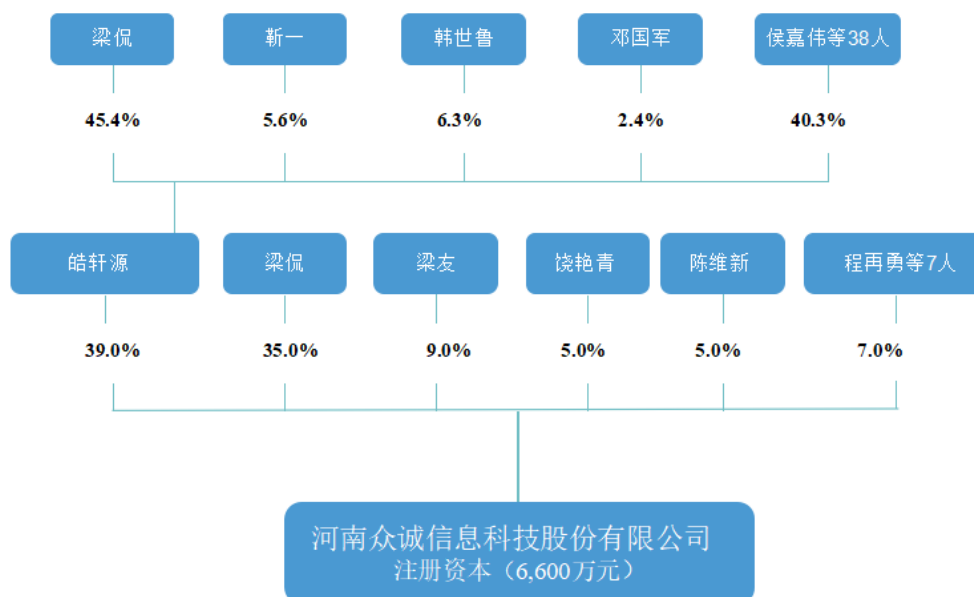 梁侃
靳一
韩世鲁
邓国军
侯嘉伟等38人
45.4%
5.6%
6.3%
2.4%
40.3%
皓轩源
梁侃
梁友
饶艳青
陈维新
程再勇等7人
39.0%
35.0%
9.0%
5.0%
5.0%
7.0%
河南众诚信息科技股份有限公司
注册资本（6,600万元）